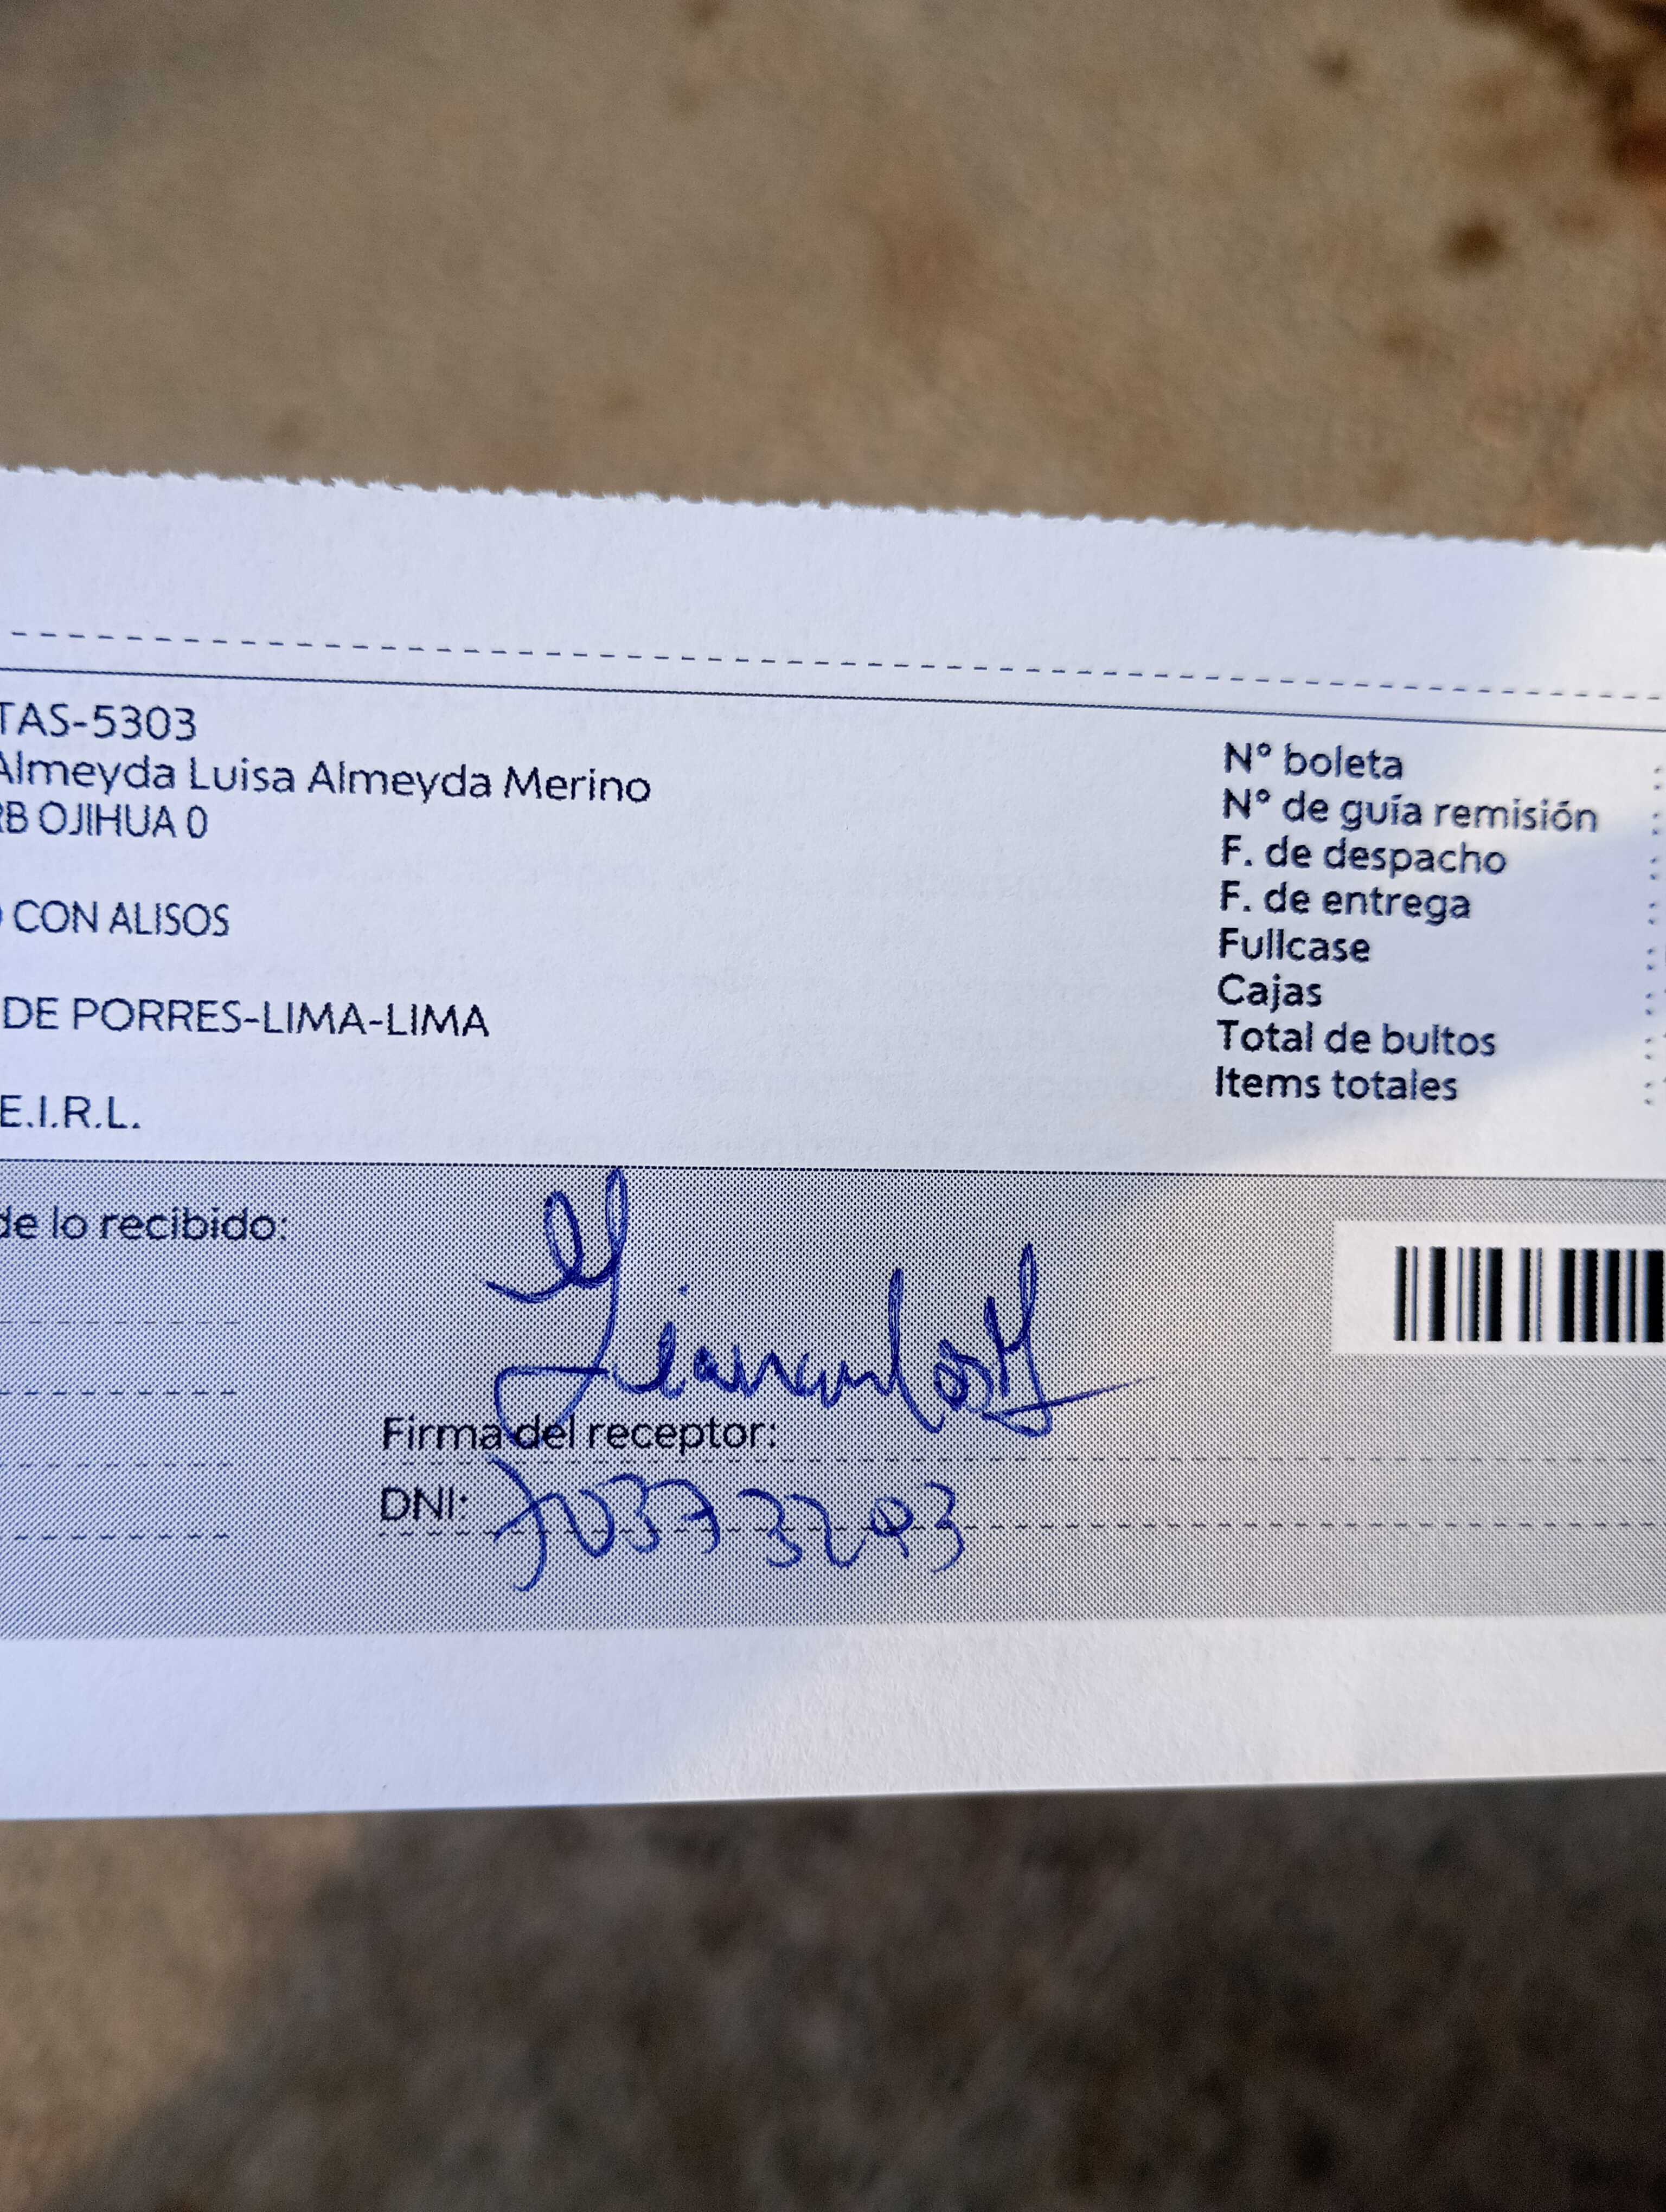 TAS-5303
Almeyda Luisa Almeyda Merino
RB OJIHUA 0
CON ALISOS
DE PORRES-LIMA-LIMA
E.I.R.L.
N° boleta :
N° de guía remisión :
F. de despacho :
F. de entrega :
Fullcase :
Cajas :
Total de bultos :
Items totales :
de lo recibido:
Firma del receptor:
DNI: 70373293